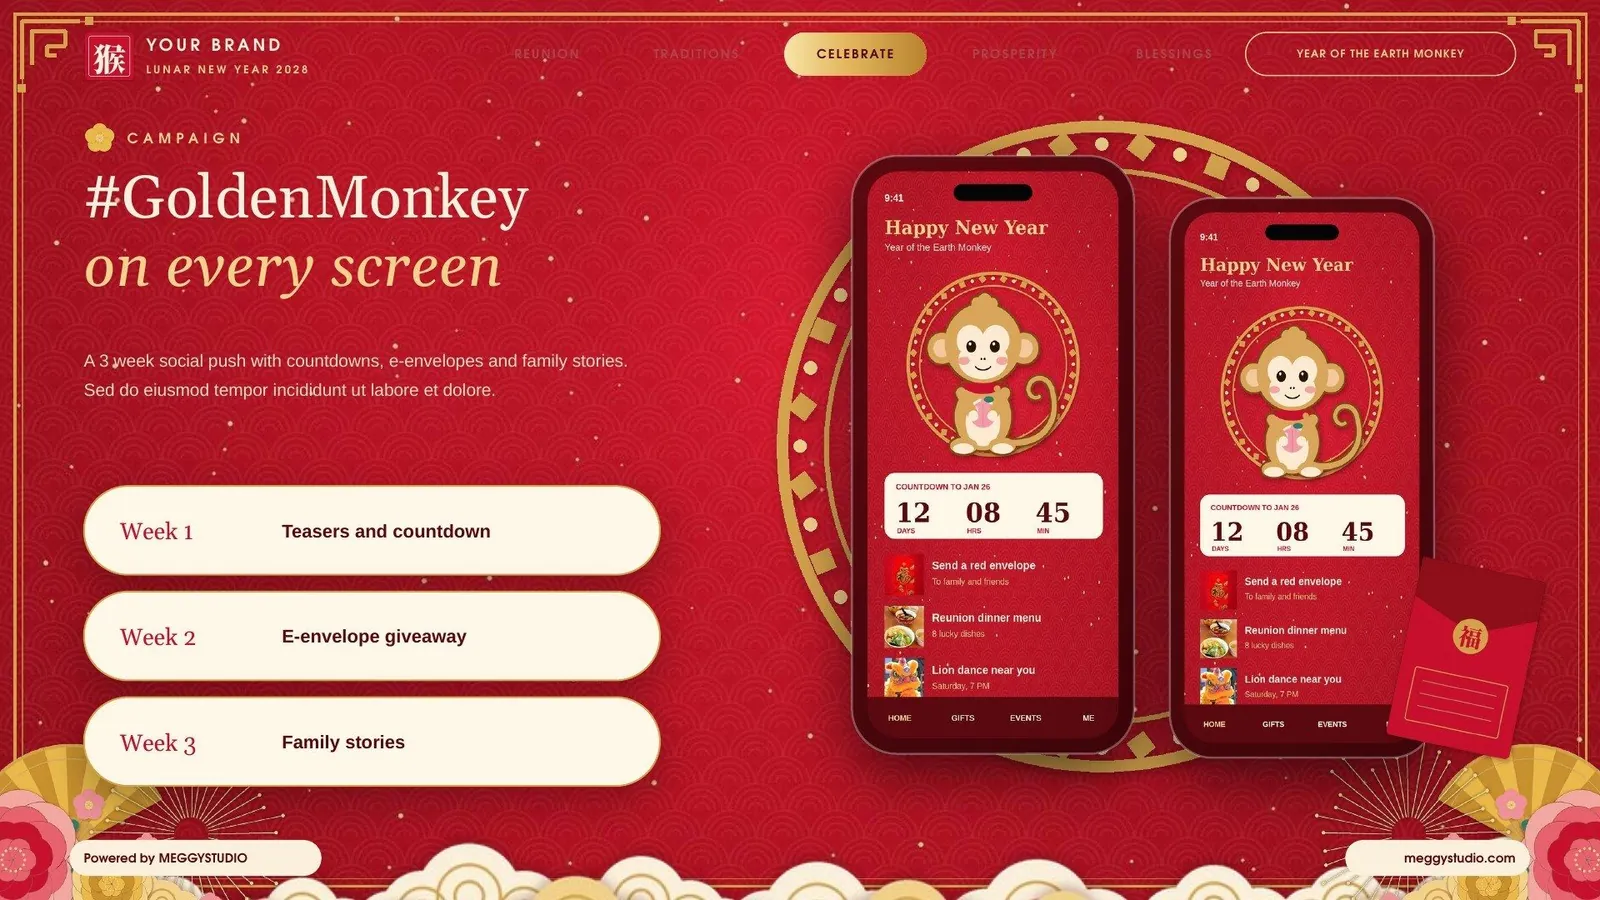 猴
YOUR BRAND
LUNAR NEW YEAR 2028
REUNION
TRADITIONS
CELEBRATE
PROSPERITY
BLESSINGS
YEAR OF THE EARTH MONKEY
CAMPAIGN
#GoldenMonkey
on every screen
A 3 week social push with countdowns, e-envelopes and family stories.
Sed do eiusmod tempor incididunt ut labore et dolore.
Week 1
Teasers and countdown
Week 2
E-envelope giveaway
Week 3
Family stories
9:41
Happy New Year
Year of the Earth Monkey
COUNTDOWN TO JAN 26
12 08 45
DAYS HRS MIN
Send a red envelope
To family and friends
Reunion dinner menu
8 lucky dishes
Lion dance near you
Saturday, 7 PM
HOME GIFTS EVENTS ME
9:41
Happy New Year
Year of the Earth Monkey
COUNTDOWN TO JAN 26
12 08 45
DAYS HRS MIN
Send a red envelope
To family and friends
Reunion dinner menu
8 lucky dishes
Lion dance near you
Saturday, 7 PM
HOME GIFTS EVENTS
福
Powered by MEGGYSTUDIO
meggystudio.com